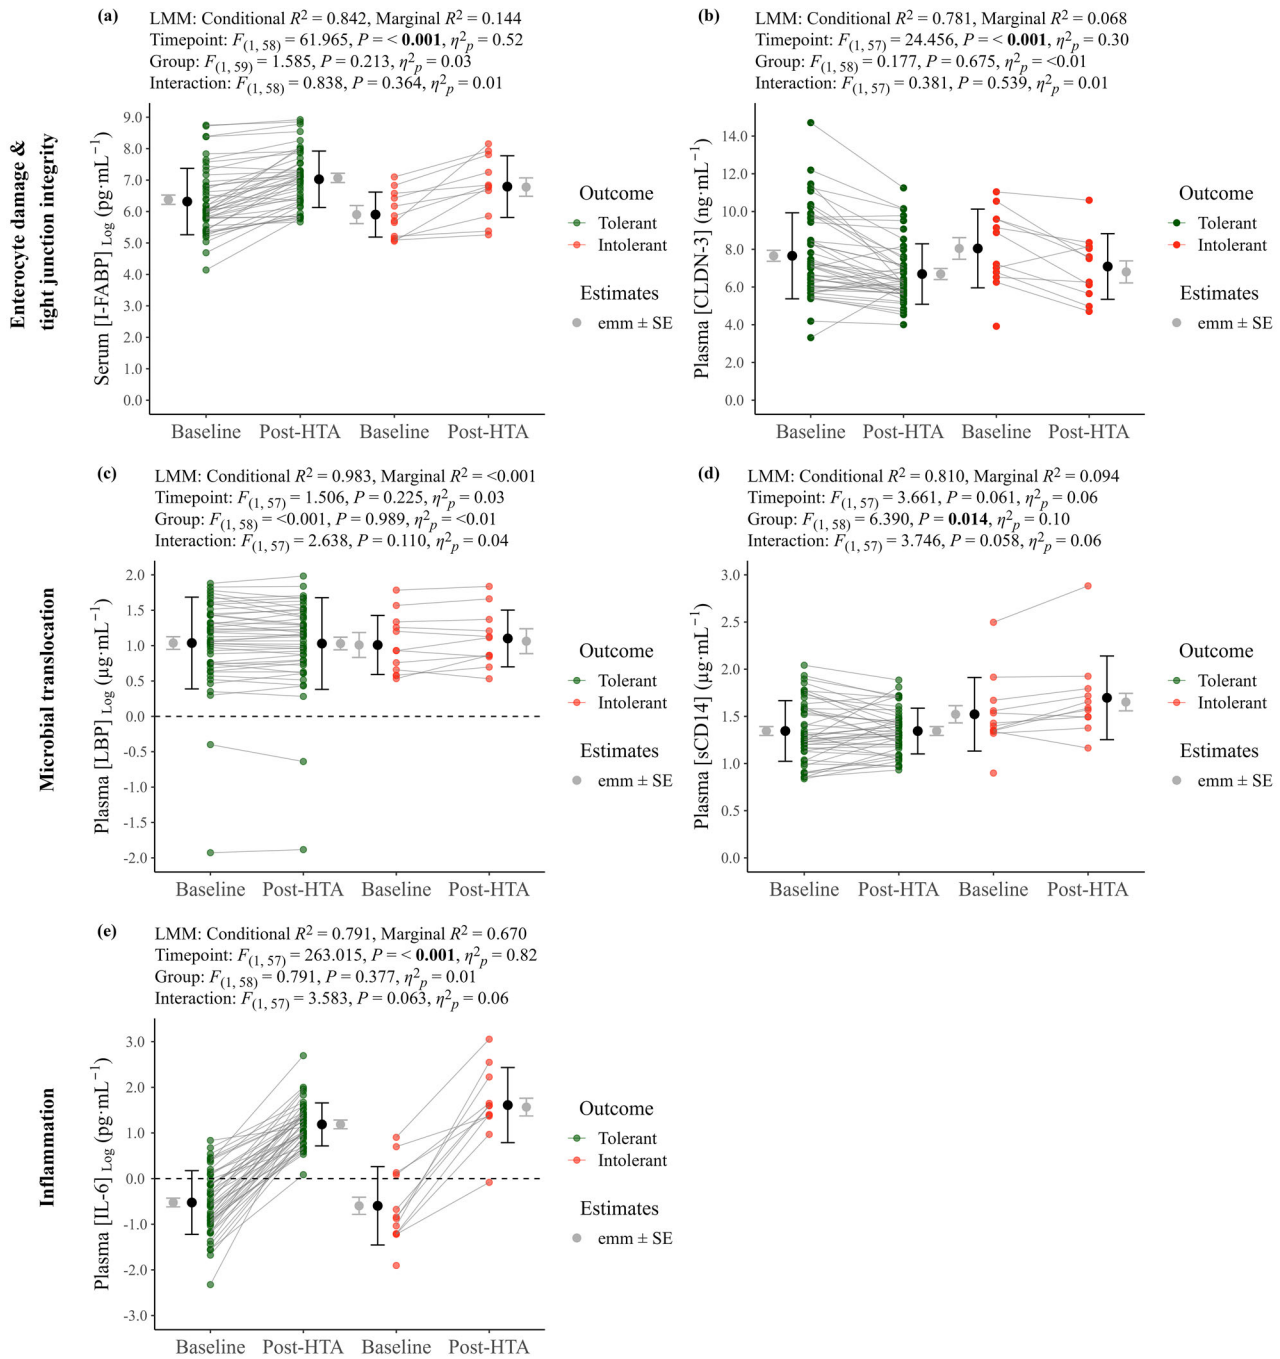 Enterocyte damage &
tight junction integrity
(a)
LMM: Conditional R² = 0.842, Marginal R² = 0.144
Timepoint: F(1, 58) = 61.965, P = < 0.001, η²p = 0.52
Group: F(1, 59) = 1.585, P = 0.213, η²p = 0.03
Interaction: F(1, 58) = 0.838, P = 0.364, η²p = 0.01
Serum [I-FABP] Log (pg·mL⁻¹)
9.0
8.0
7.0
6.0
5.0
4.0
3.0
2.0
1.0
0.0
Baseline Post-HTA Baseline Post-HTA
Outcome
Tolerant
Intolerant
Estimates
emm ± SE
(b)
LMM: Conditional R² = 0.781, Marginal R² = 0.068
Timepoint: F(1, 57) = 24.456, P = < 0.001, η²p = 0.30
Group: F(1, 58) = 0.177, P = 0.675, η²p = <0.01
Interaction: F(1, 57) = 0.381, P = 0.539, η²p = 0.01
Plasma [CLDN-3] (ng·mL⁻¹)
14.0
12.0
10.0
8.0
6.0
4.0
2.0
0.0
Baseline Post-HTA Baseline Post-HTA
Outcome
Tolerant
Intolerant
Estimates
emm ± SE
Microbial translocation
(c)
LMM: Conditional R² = 0.983, Marginal R² = <0.001
Timepoint: F(1, 57) = 1.506, P = 0.225, η²p = 0.03
Group: F(1, 58) = <0.001, P = 0.989, η²p = <0.01
Interaction: F(1, 57) = 2.638, P = 0.110, η²p = 0.04
Plasma [LBP] Log (μg·mL⁻¹)
2.0
1.5
1.0
0.5
0.0
-0.5
-1.0
-1.5
-2.0
Baseline Post-HTA Baseline Post-HTA
Outcome
Tolerant
Intolerant
Estimates
emm ± SE
(d)
LMM: Conditional R² = 0.810, Marginal R² = 0.094
Timepoint: F(1, 57) = 3.661, P = 0.061, η²p = 0.06
Group: F(1, 58) = 6.390, P = 0.014, η²p = 0.10
Interaction: F(1, 57) = 3.746, P = 0.058, η²p = 0.06
Plasma [sCD14] (μg·mL⁻¹)
3.0
2.5
2.0
1.5
1.0
0.0
Baseline Post-HTA Baseline Post-HTA
Outcome
Tolerant
Intolerant
Estimates
emm ± SE
Inflammation
(e)
LMM: Conditional R² = 0.791, Marginal R² = 0.670
Timepoint: F(1, 57) = 263.015, P = < 0.001, η²p = 0.82
Group: F(1, 58) = 0.791, P = 0.377, η²p = 0.01
Interaction: F(1, 57) = 3.583, P = 0.063, η²p = 0.06
Plasma [IL-6] Log (pg·mL⁻¹)
3.0
2.0
1.0
0.0
-1.0
-2.0
-3.0
Baseline Post-HTA Baseline Post-HTA
Outcome
Tolerant
Intolerant
Estimates
emm ± SE